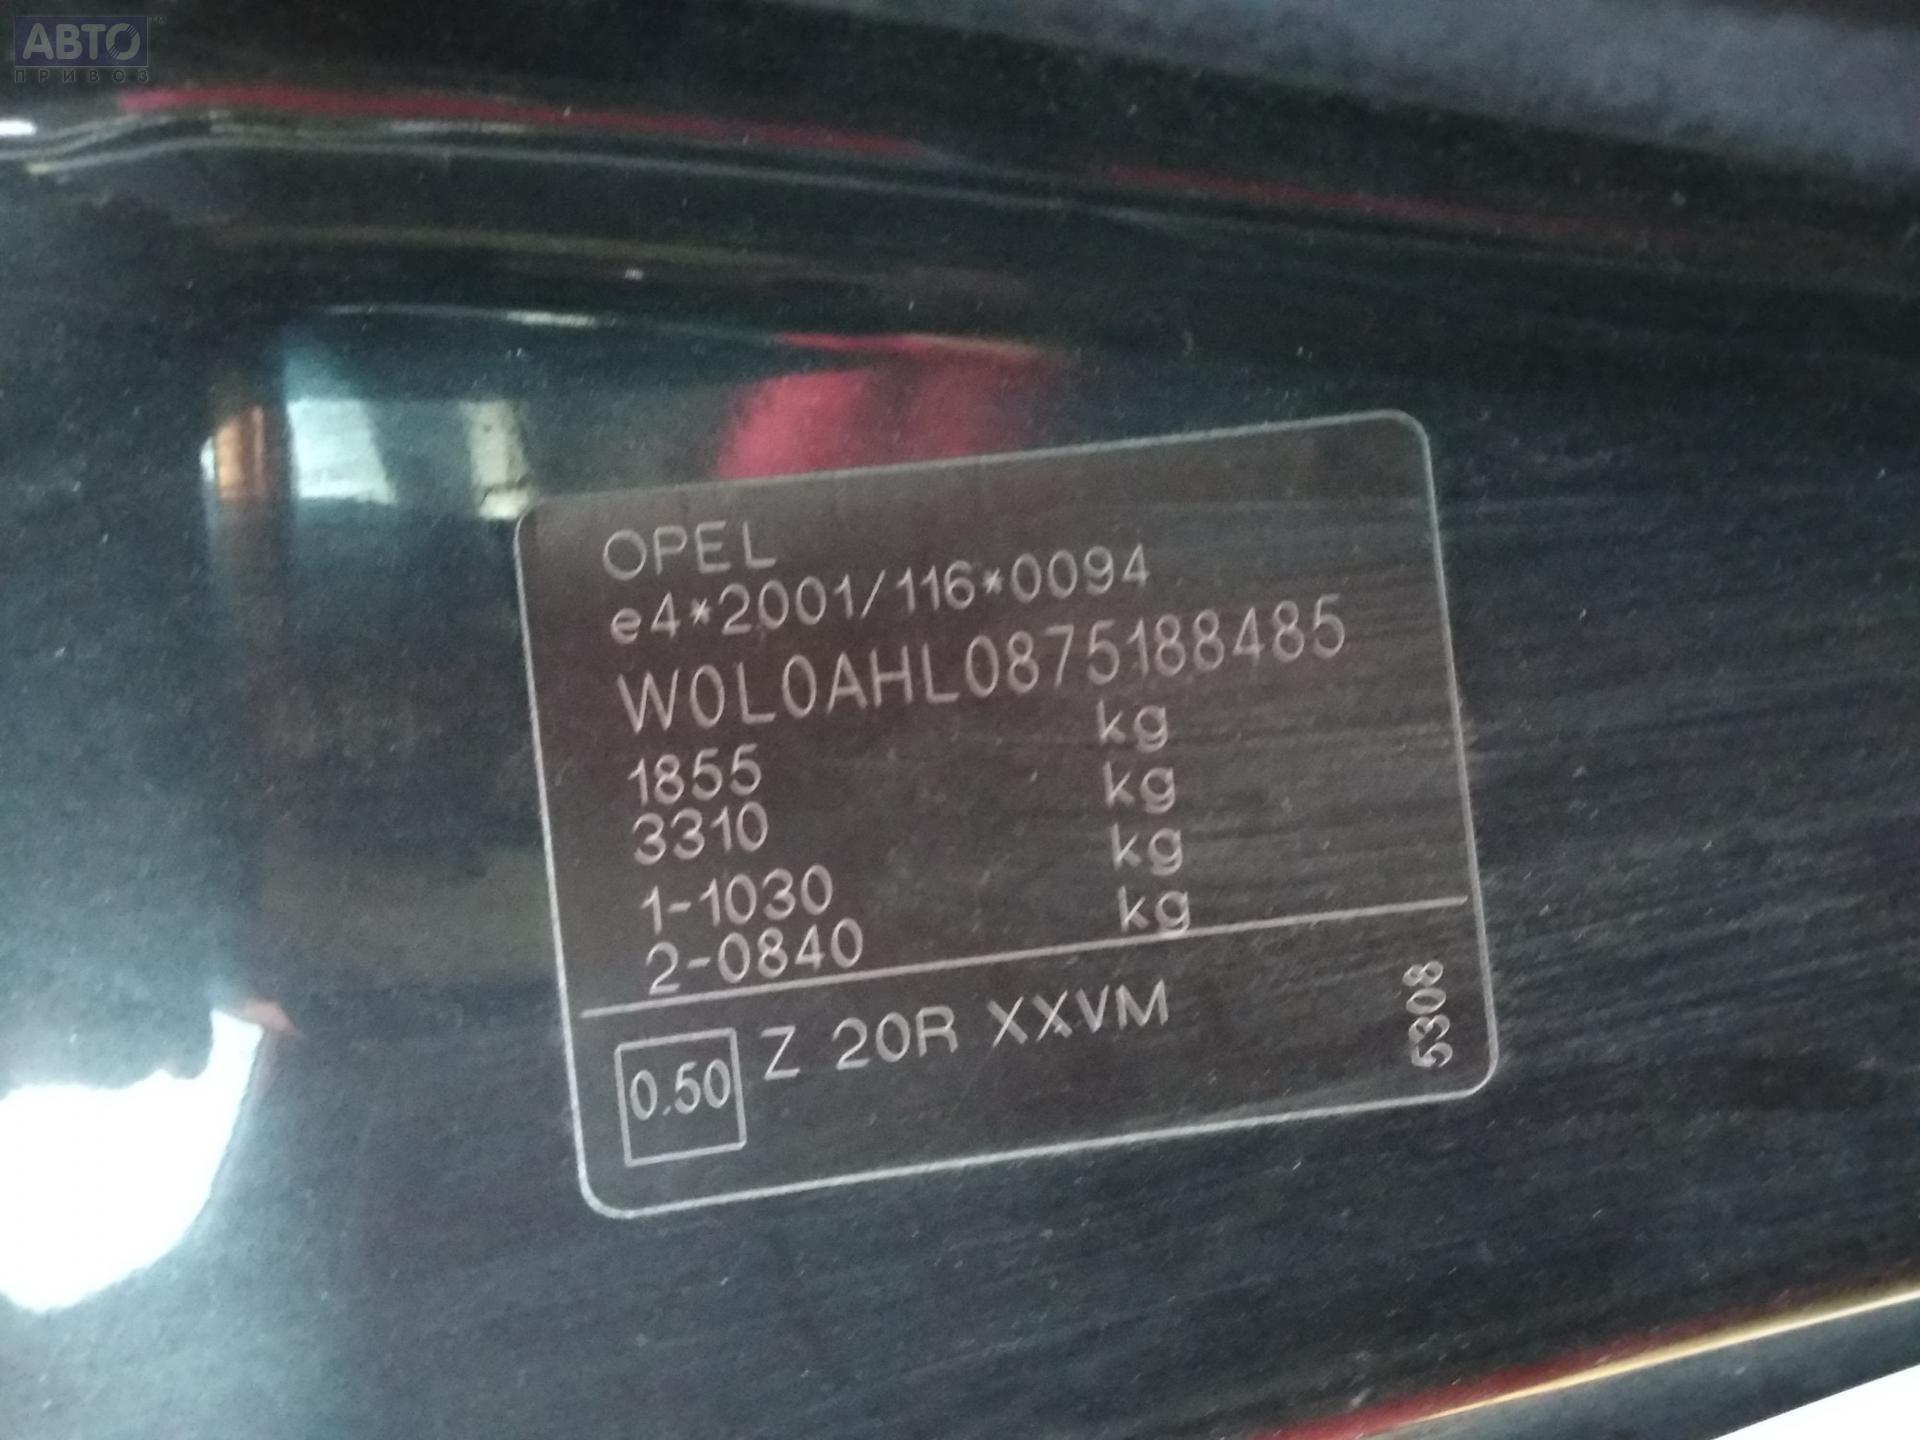 АВТО™
ПРИВОЗ
OPEL
e4*2001/116*0094
W0L0AHL0875188485
1855 kg
3310 kg
1-1030 kg
2-0840 kg
0.50 Z 20R XXVM
5308